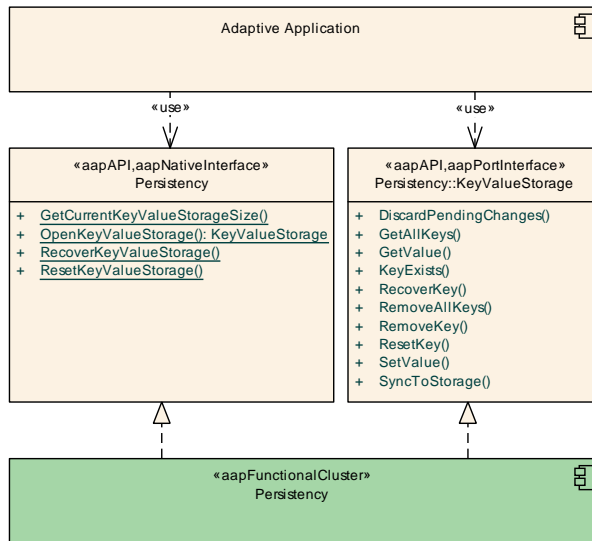 Adaptive Application
«use»
«use»
«aapAPI,aapNativeInterface»
Persistency
+ GetCurrentKeyValueStorageSize()
+ OpenKeyValueStorage(): KeyValueStorage
+ RecoverKeyValueStorage()
+ ResetKeyValueStorage()
«aapAPI,aapPortInterface»
Persistency::KeyValueStorage
+ DiscardPendingChanges()
+ GetAllKeys()
+ GetValue()
+ KeyExists()
+ RecoverKey()
+ RemoveAllKeys()
+ RemoveKey()
+ ResetKey()
+ SetValue()
+ SyncToStorage()
«aapFunctionalCluster»
Persistency